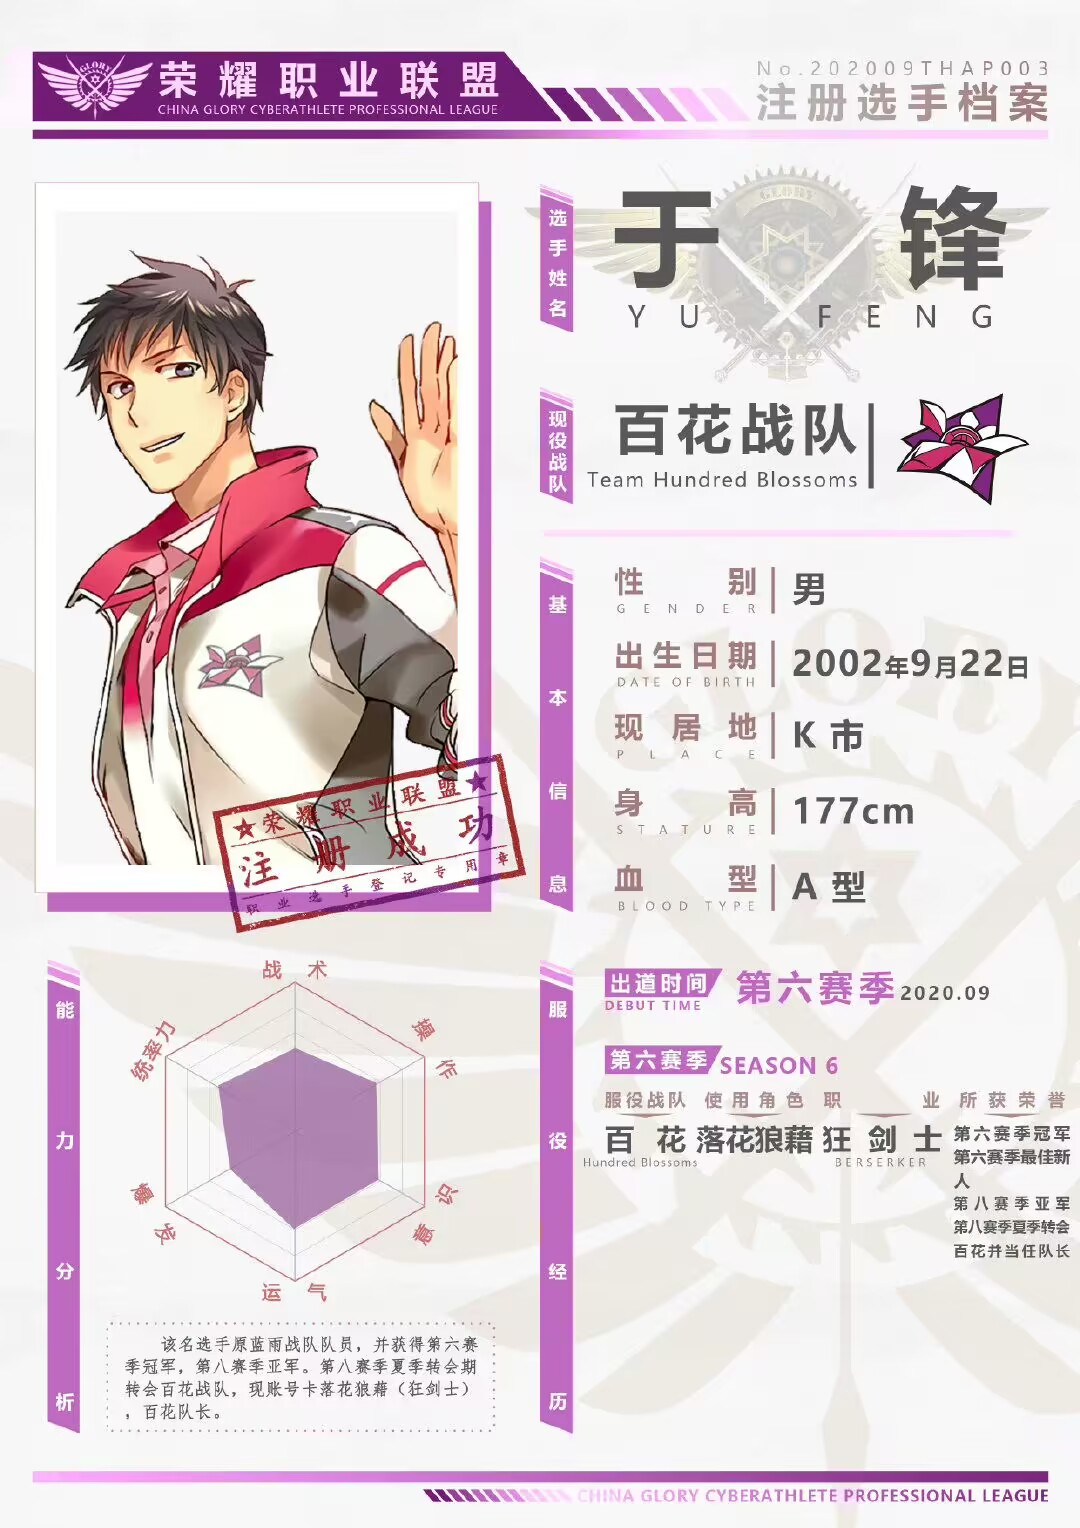 GLORY
荣耀职业联盟
CHINA GLORY CYBERATHLETE PROFESSIONAL LEAGUE
No.202009THAP003
注册选手档案
选手姓名
于锋
YU FENG
现役战队
百花战队
Team Hundred Blossoms
基本信息
性别
GENDER
男
出生日期
DATE OF BIRTH
2002年9月22日
现居地
PLACE
K市
身高
STATURE
177cm
血型
BLOOD TYPE
A型
★荣耀职业联盟★
注册成功
职业选手登记专用章
能力分析
战术
操作
意识
运气
爆发
统率力
该名选手原蓝雨战队队员，并获得第六赛
季冠军，第八赛季亚军。第八赛季夏季转会期
转会百花战队，现账号卡落花狼藉（狂剑士）
，百花队长。
服役经历
出道时间
DEBUT TIME
第六赛季2020.09
第六赛季 SEASON 6
服役战队 使用角色 职业 所获荣誉
百花 落花狼藉 狂剑士
Hundred Blossoms BERSERKER
第六赛季冠军
第六赛季最佳新
人
第八赛季亚军
第八赛季夏季转会
百花并当任队长
CHINA GLORY CYBERATHLETE PROFESSIONAL LEAGUE